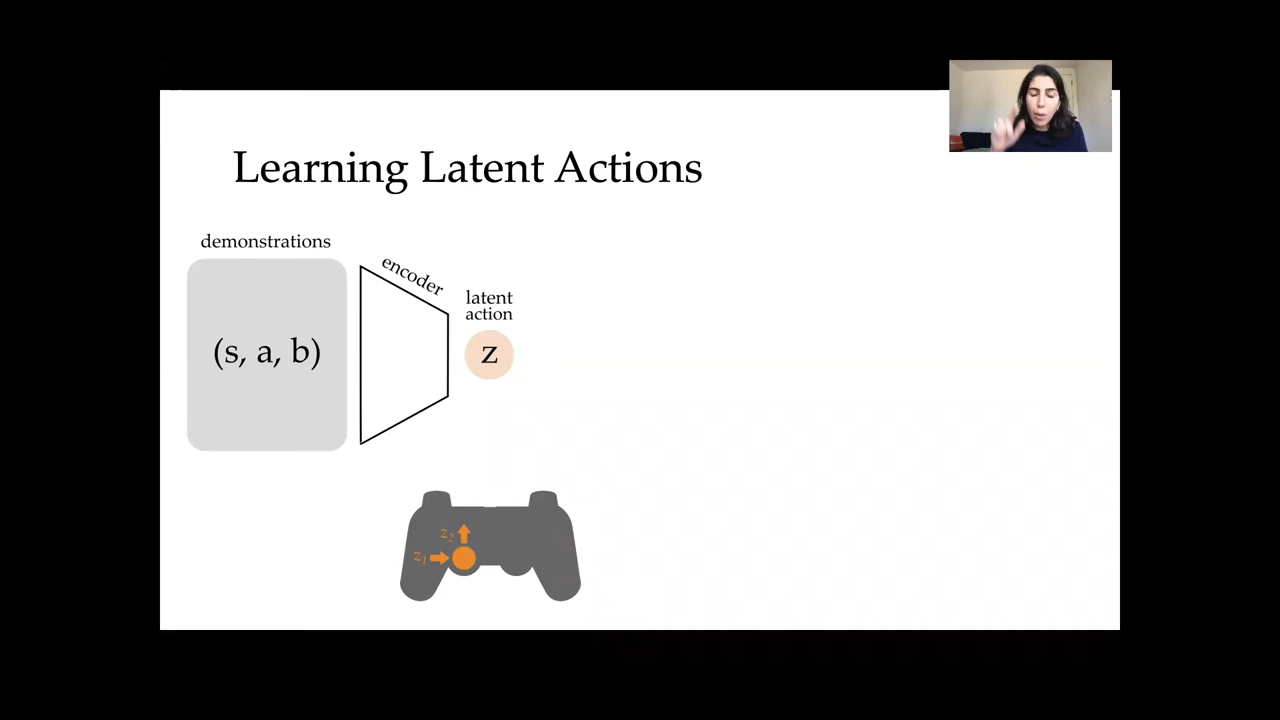 Learning Latent Actions
demonstrations
(s, a, b)
encoder
latent
action
z
z2
z1